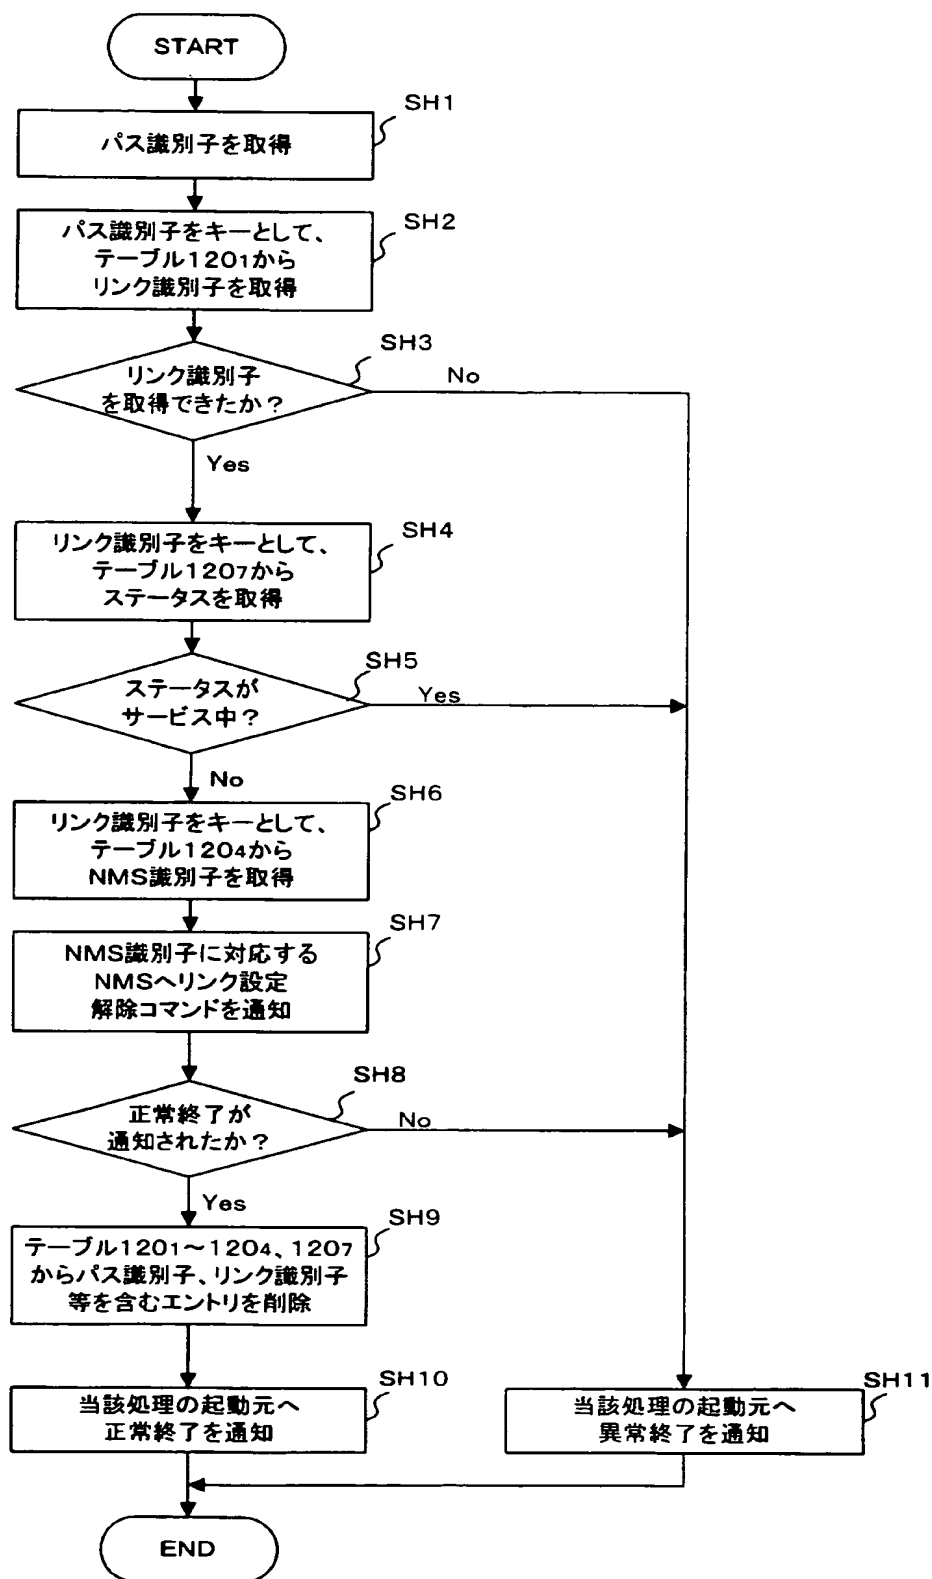 START
SH1
パス識別子を取得
SH2
パス識別子をキーとして、
テーブル1201から
リンク識別子を取得
SH3
リンク識別子
を取得できたか?
No
Yes
SH4
リンク識別子をキーとして、
テーブル1207から
ステータスを取得
SH5
ステータスが
サービス中?
Yes
No
SH6
リンク識別子をキーとして、
テーブル1204から
NMS識別子を取得
SH7
NMS識別子に対応する
NMSへリンク設定
解除コマンドを通知
SH8
正常終了が
通知されたか?
No
Yes
SH9
テーブル1201~1204、1207
からパス識別子、リンク識別子
等を含むエントリを削除
SH10
当該処理の起動元へ
正常終了を通知
SH11
当該処理の起動元へ
異常終了を通知
END